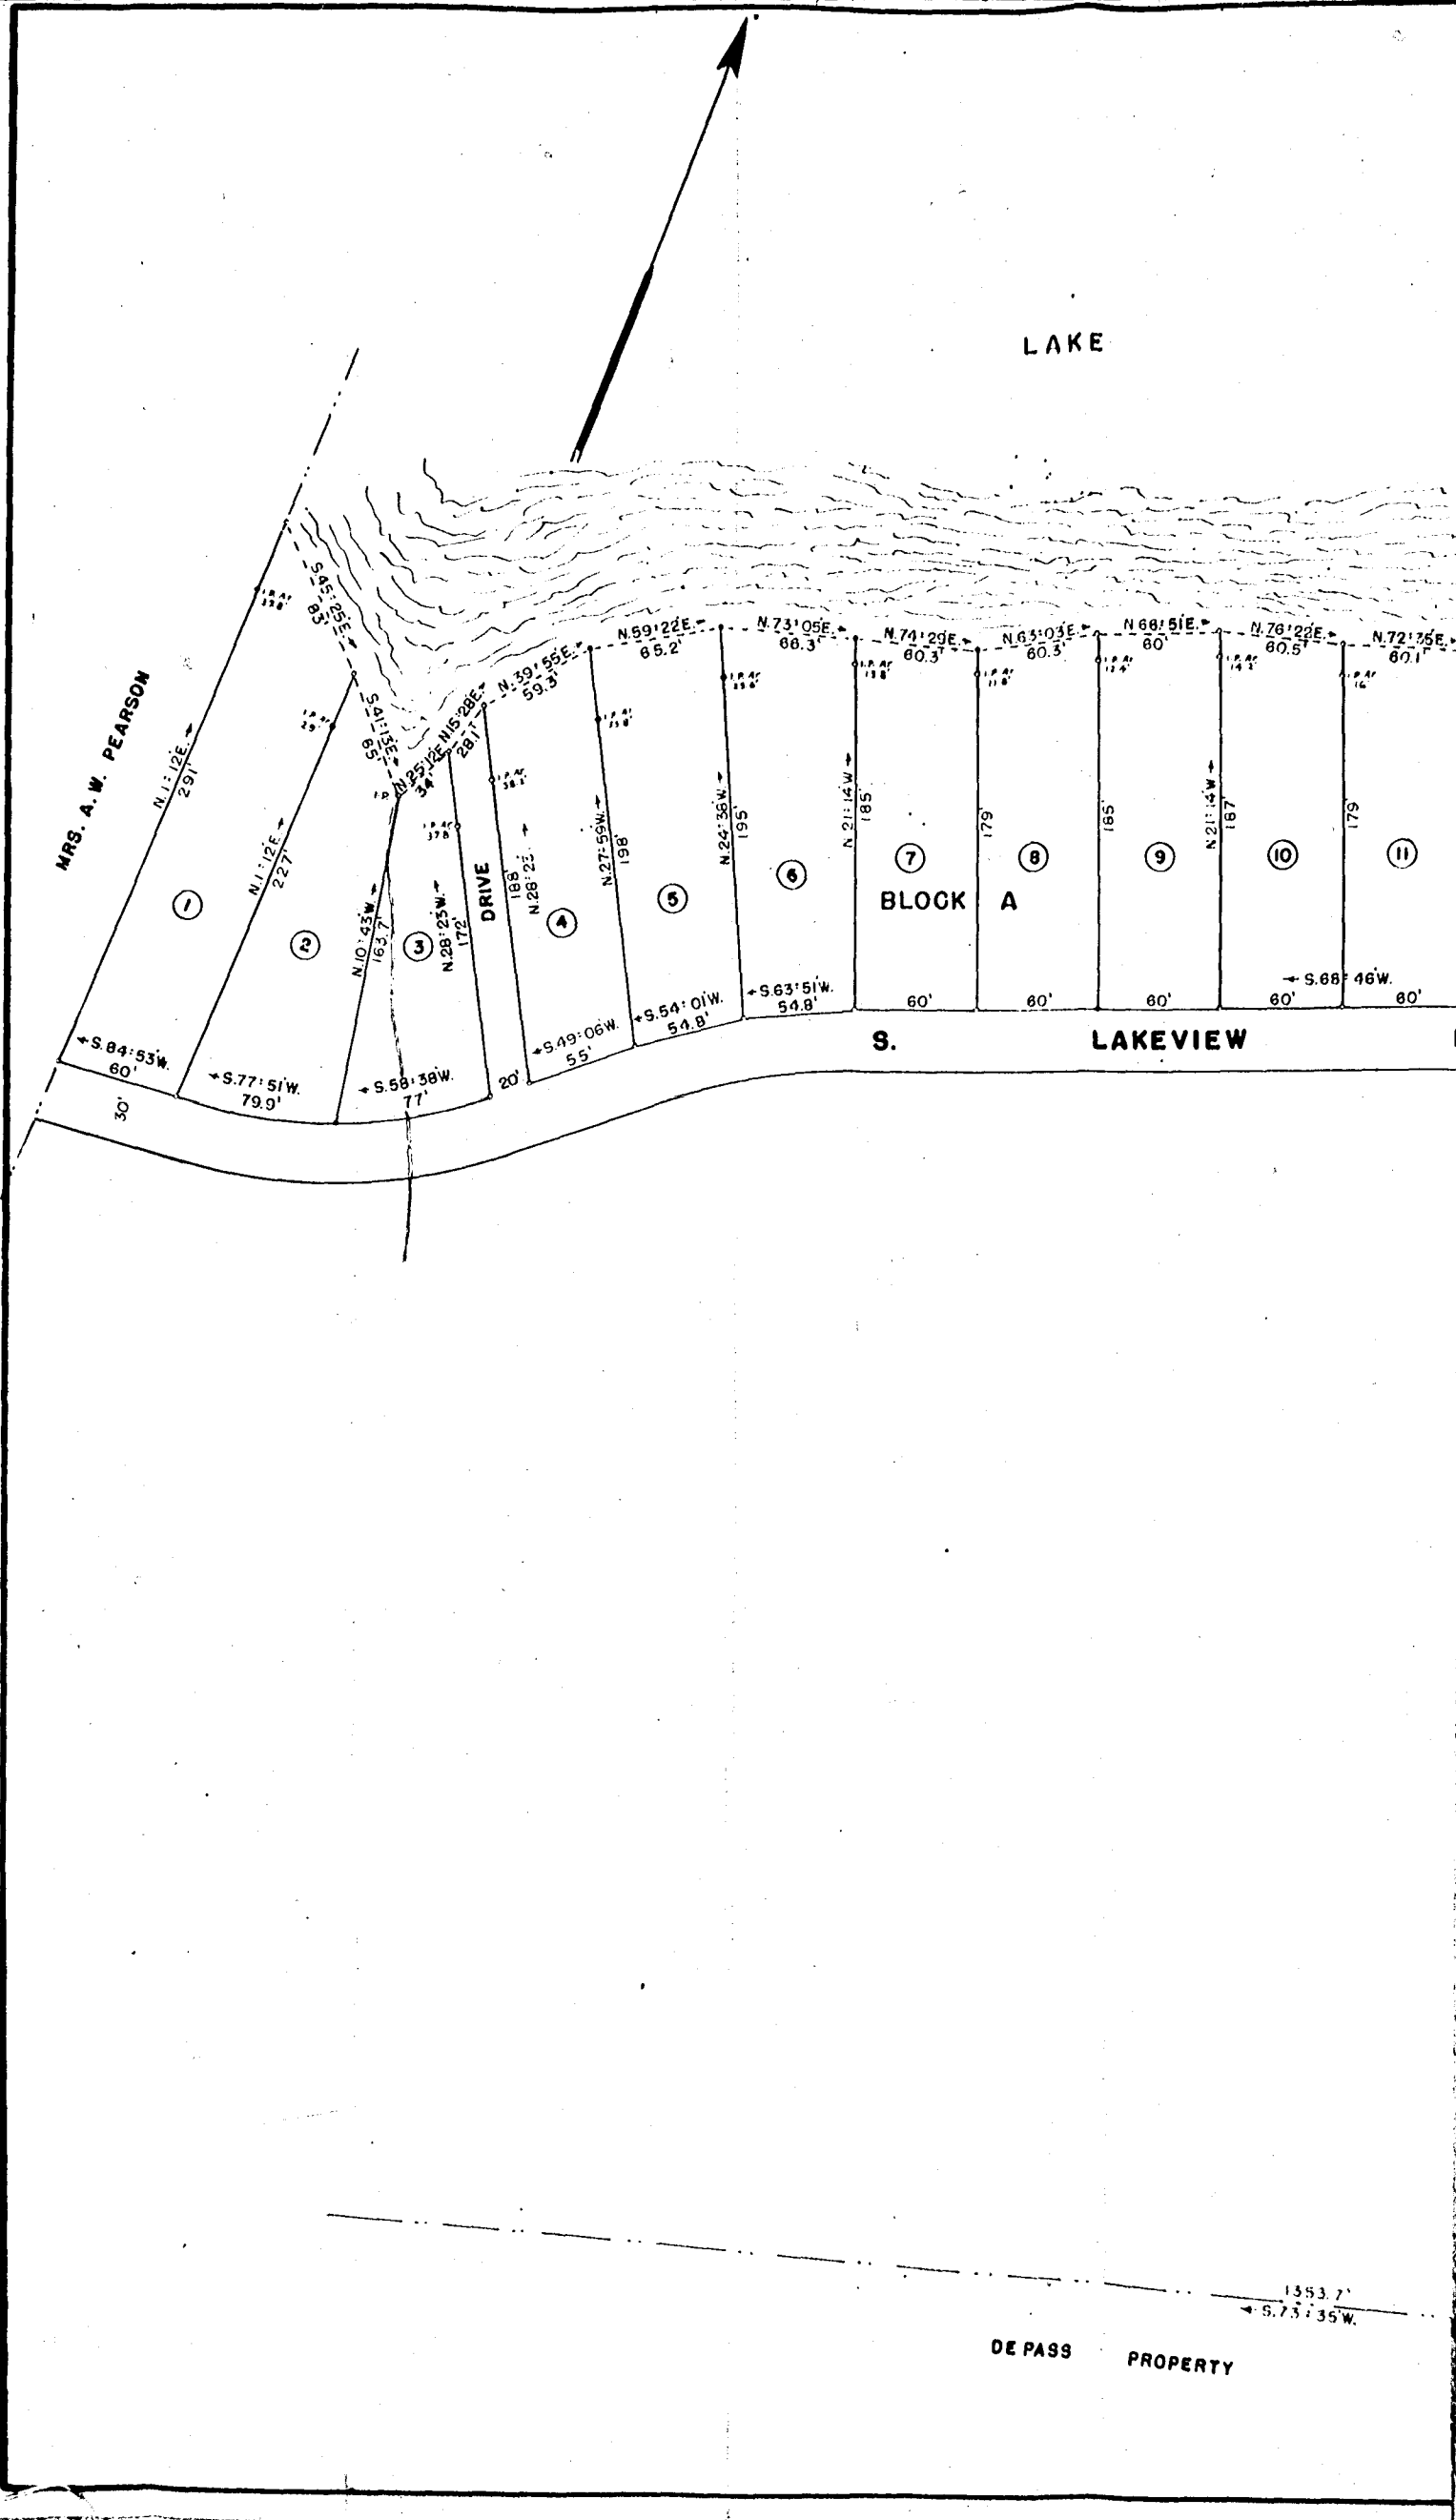 LAKE
MRS. A. W. PEARSON
N.1:12'E.
291'
S.45:25'E.
83'
N.1:12'E.
227'
S.41:13'E.
65'
I.P.
N.25:12'E.
34'
N.15:28'E.
28.1'
N.39:55'E.
59.3'
N.59:22'E.
65.2'
N.73:05'E.
66.3'
N.74:29'E.
60.3'
N.63:03'E.
60.3'
N.66:51'E.
60'
N.76:22'E.
60.5'
N.72:35'E.
60.1'
N.10:43'W.
163.7'
N.28:23'W.
172'
DRIVE
188'
N.27:59'W.
198'
N.24:38'W.
195'
N.21:14'W
185'
179'
185'
N.21:14'W
187'
179'
1
2
3
4
5
6
7
8
9
10
11
BLOCK A
S.84:53'W.
60'
S.77:51'W.
79.9'
S.58:38'W.
77'
20'
S.49:06'W.
55'
S.54:01'W.
54.8'
S.63:51'W.
54.8'
60'
60'
60'
60'
S.68:46'W.
60'
30'
S. LAKEVIEW
1353.7'
S.73:35'W.
DE PASS PROPERTY